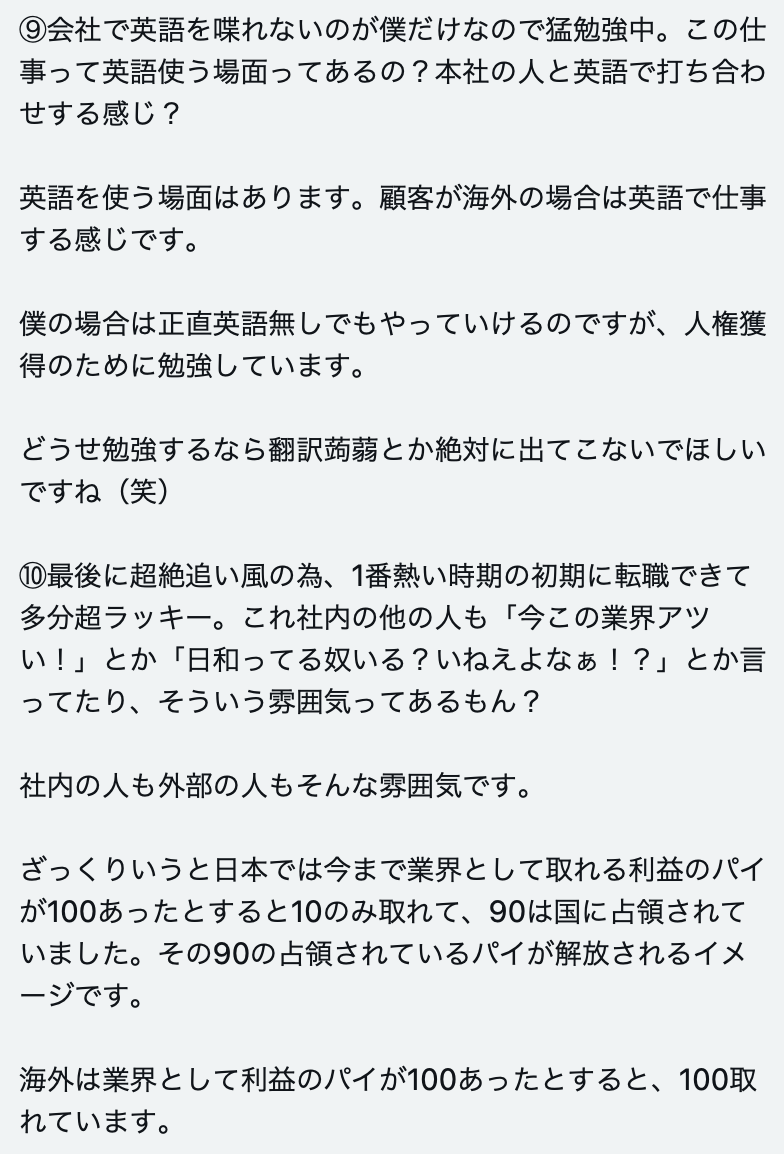 ⑨会社で英語を喋れないのが僕だけなので猛勉強中。この仕
事って英語使う場面ってあるの？本社の人と英語で打ち合わ
せする感じ？
英語を使う場面はあります。顧客が海外の場合は英語で仕事
する感じです。
僕の場合は正直英語無しでもやっていけるのですが、人権獲
得のために勉強しています。
どうせ勉強するなら翻訳蒟蒻とか絶対に出てこないでほしい
ですね（笑）
⑩最後に超絶追い風の為、1番熱い時期の初期に転職できて
多分超ラッキー。これ社内の他の人も「今この業界アツ
い！」とか「日和ってる奴いる？いねえよなぁ！？」とか言
ってたり、そういう雰囲気ってあるもん？
社内の人も外部の人もそんな雰囲気です。
ざっくりいうと日本では今まで業界として取れる利益のパイ
が100あったとすると10のみ取れて、90は国に占領されて
いました。その90の占領されているパイが解放されるイメ
ージです。
海外は業界として利益のパイが100あったとすると、100取
れています。